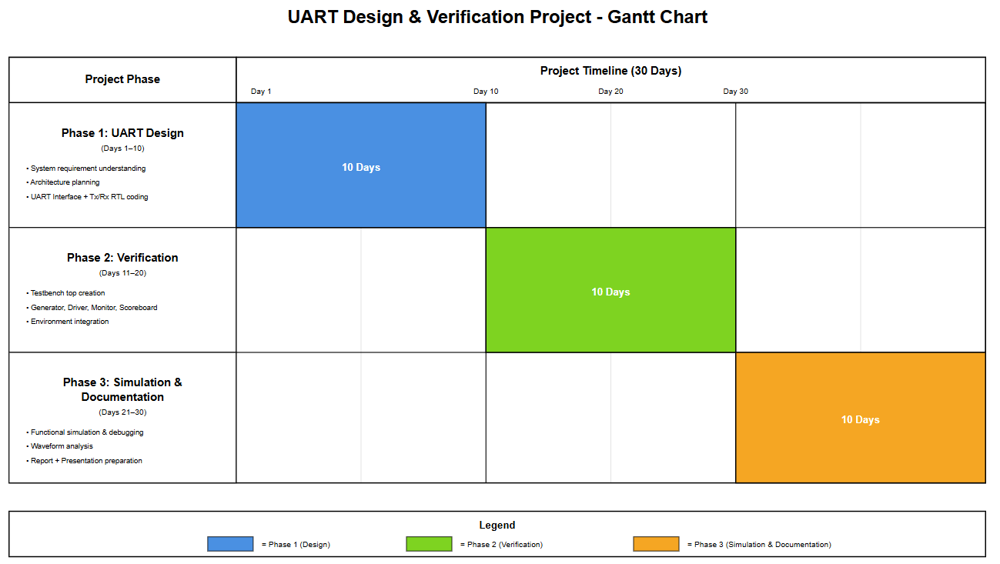 UART Design & Verification Project - Gantt Chart
Project Phase
Project Timeline (30 Days)
Day 1
Day 10
Day 20
Day 30
Phase 1: UART Design
(Days 1–10)
• System requirement understanding
• Architecture planning
• UART Interface + Tx/Rx RTL coding
10 Days
Phase 2: Verification
(Days 11–20)
• Testbench top creation
• Generator, Driver, Monitor, Scoreboard
• Environment integration
10 Days
Phase 3: Simulation &
Documentation
(Days 21–30)
• Functional simulation & debugging
• Waveform analysis
• Report + Presentation preparation
10 Days
Legend
= Phase 1 (Design)
= Phase 2 (Verification)
= Phase 3 (Simulation & Documentation)